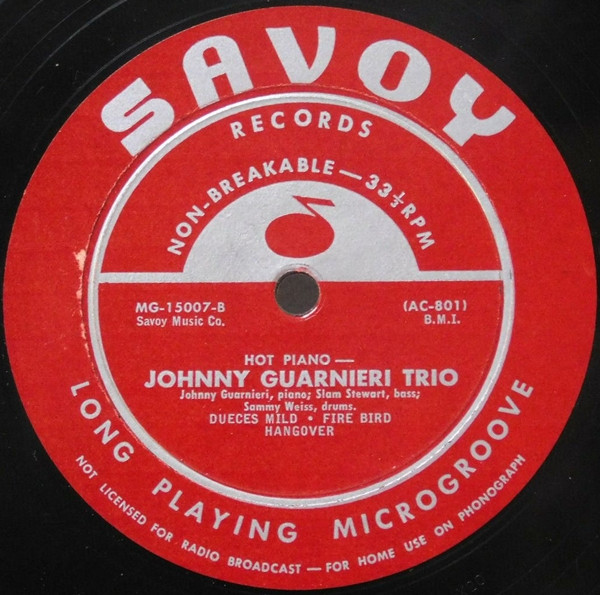 SAVOY
RECORDS
NON-BREAKABLE — 33⅓ RPM
MG-15007-B
Savoy Music Co.
(AC-801)
B.M.I.
HOT PIANO —
JOHNNY GUARNIERI TRIO
Johnny Guarnieri, piano; Slam Stewart, bass;
Sammy Weiss, drums.
DUECES MILD • FIRE BIRD
HANGOVER
LONG PLAYING MICROGROOVE
NOT LICENSED FOR RADIO BROADCAST — FOR HOME USE ON PHONOGRAPH